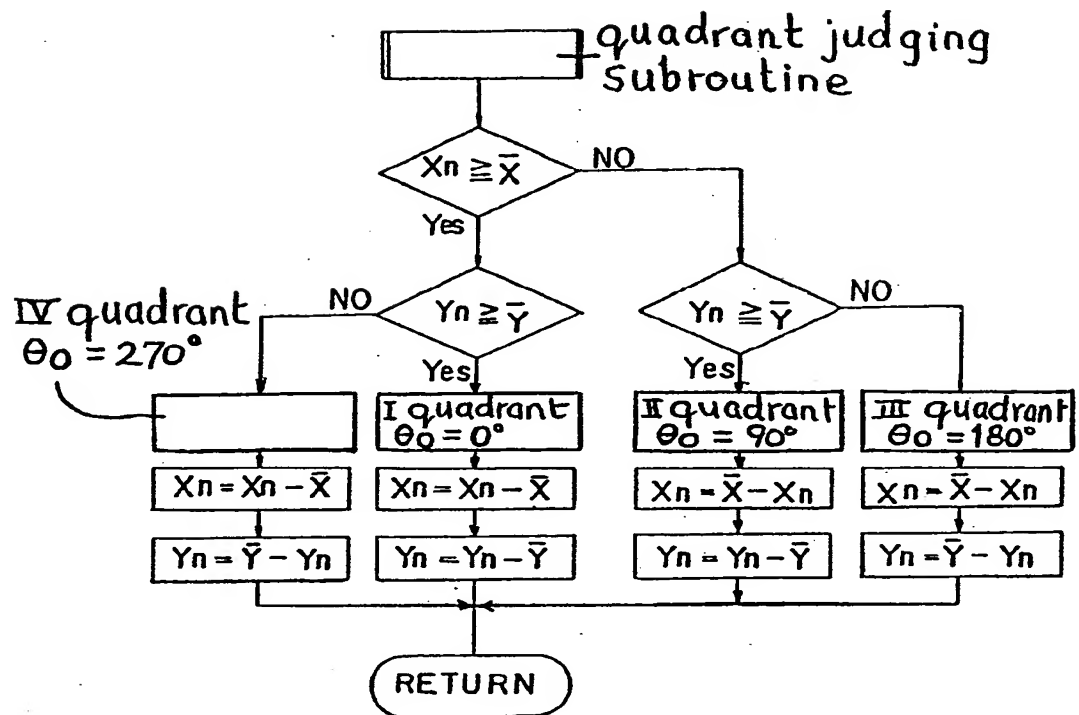 quadrant judging
subroutine
Xn ≧ X̄
NO
Yes
Yn ≧ Ȳ
NO
Yes
Yn ≧ Ȳ
NO
Yes
IV quadrant
θo = 270°
I quadrant
θo = 0°
II quadrant
θo = 90°
III quadrant
θo = 180°
Xn = Xn - X̄
Xn = Xn - X̄
Xn = X̄ - Xn
Xn = X̄ - Xn
Yn = Ȳ - Yn
Yn = Yn - Ȳ
Yn = Yn - Ȳ
Yn = Ȳ - Yn
RETURN